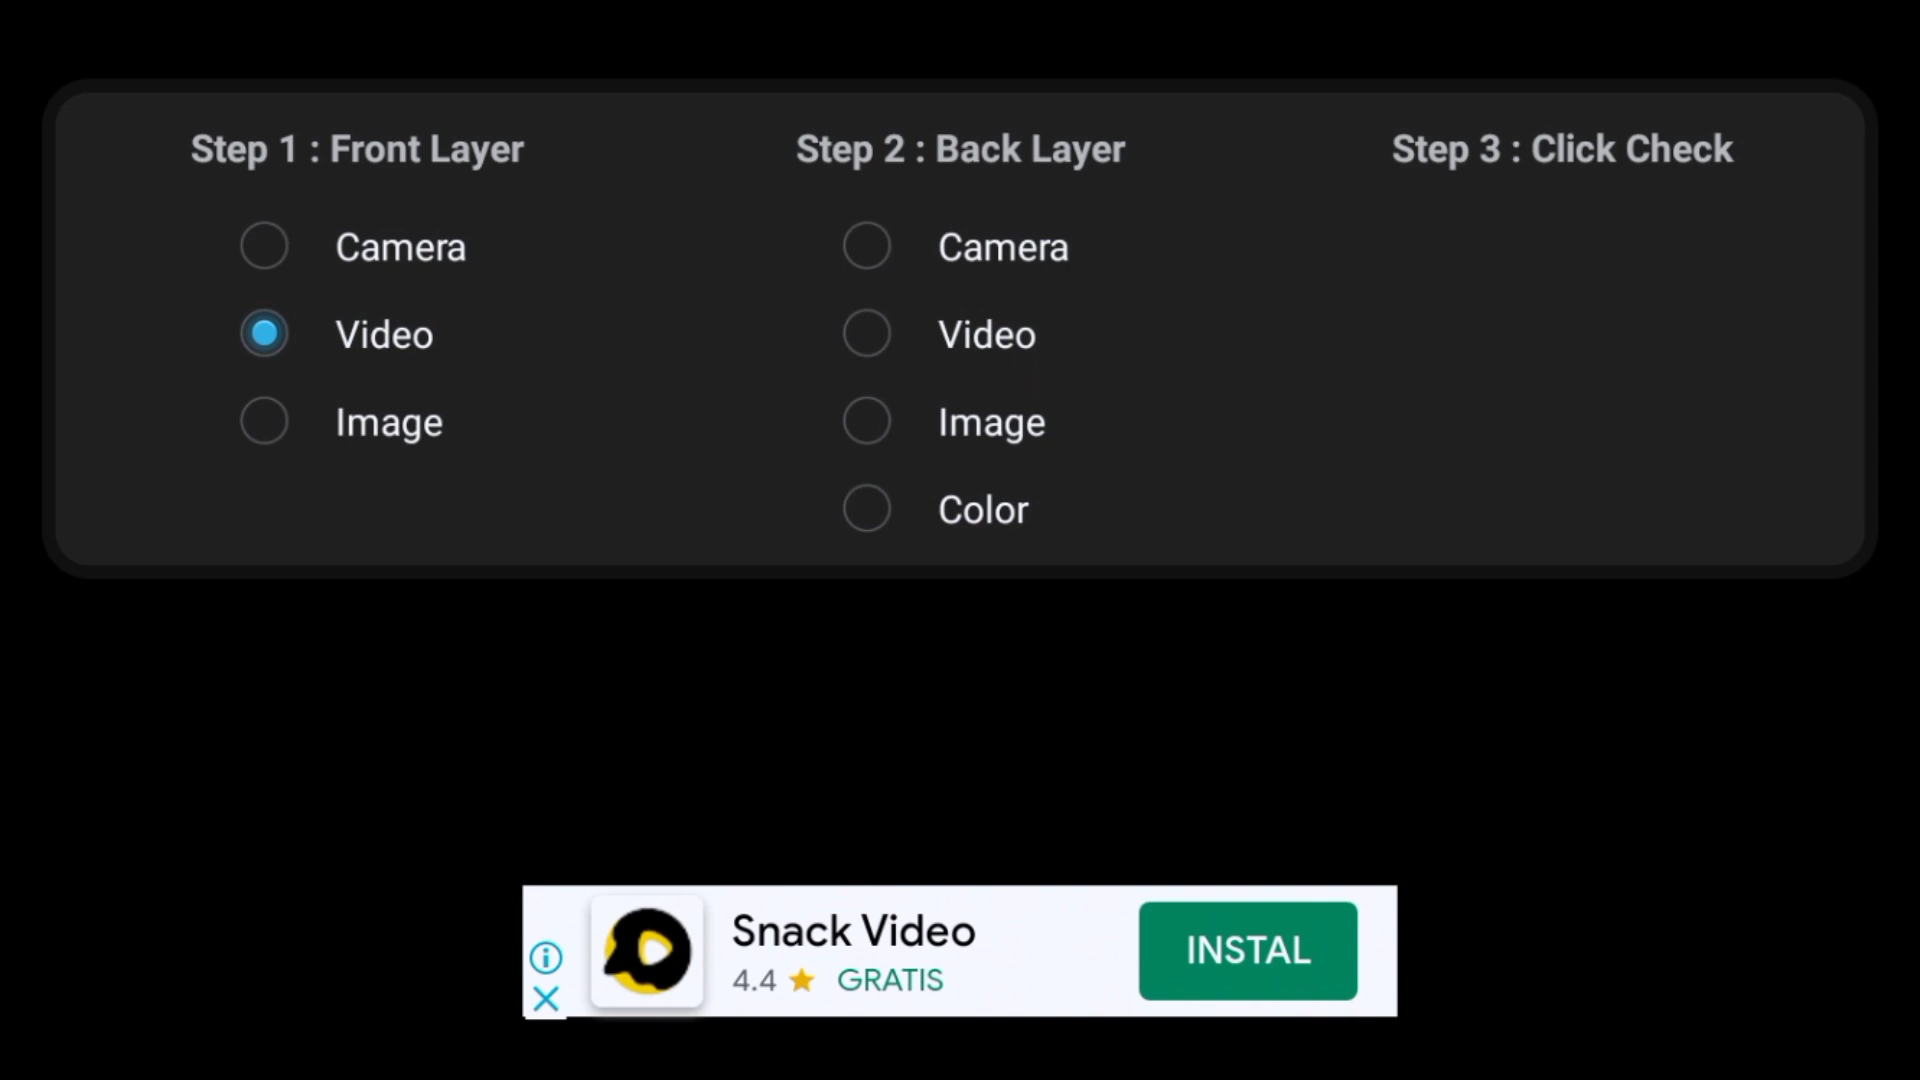 Step 1 : Front Layer
Camera
Video
Image
Step 2 : Back Layer
Camera
Video
Image
Color
Step 3 : Click Check
Snack Video
4.4 ★ GRATIS
INSTAL